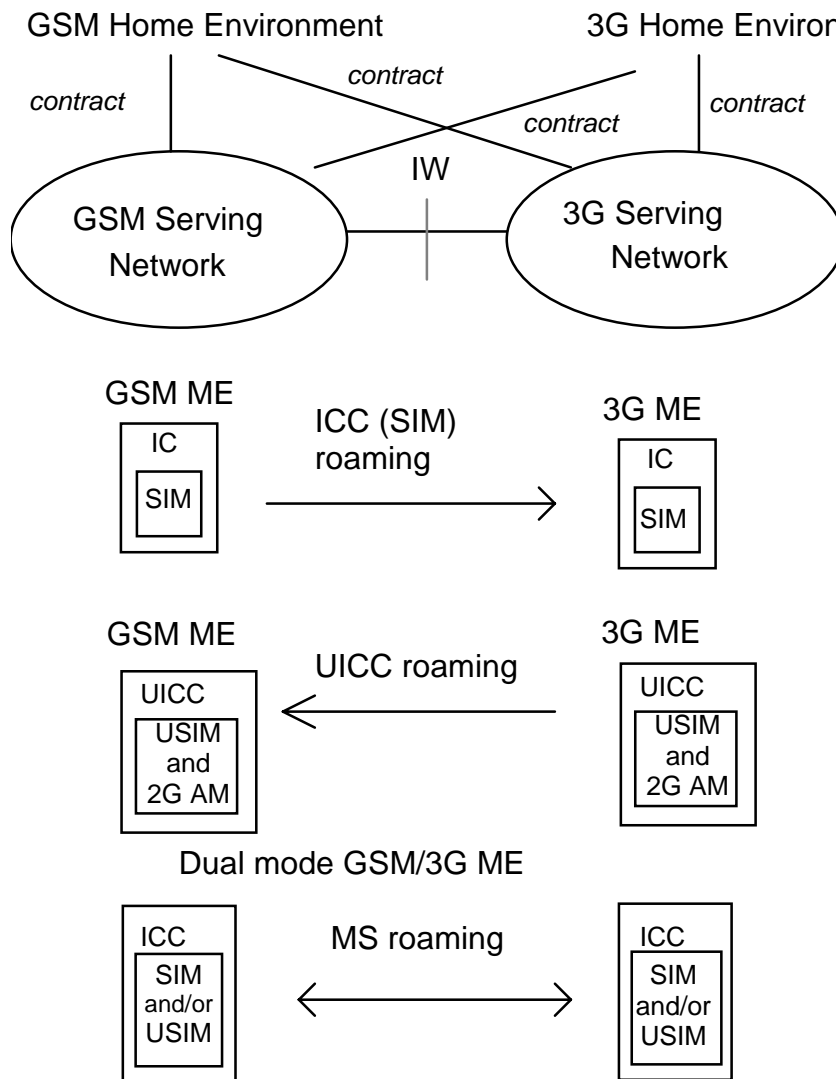 GSM Home Environment
3G Home Environ
contract
contract
contract
contract
IW
GSM Serving
Network
3G Serving
Network
GSM ME
ICC (SIM)
roaming
3G ME
IC
SIM
IC
SIM
GSM ME
UICC roaming
3G ME
UICC
USIM
and
2G AM
UICC
USIM
and
2G AM
Dual mode GSM/3G ME
ICC
SIM
and/or
USIM
MS roaming
ICC
SIM
and/or
USIM